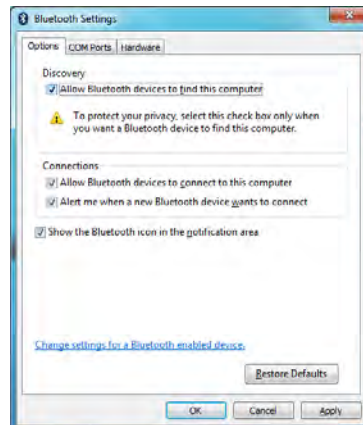 Bluetooth Settings
Options COM Ports Hardware
Discovery
Allow Bluetooth devices to find this computer
To protect your privacy, select this check box only when
you want a Bluetooth device to find this computer.
Connections
Allow Bluetooth devices to connect to this computer
Alert me when a new Bluetooth device wants to connect
Show the Bluetooth icon in the notification area
Change settings for a Bluetooth enabled device.
Restore Defaults
OK Cancel Apply